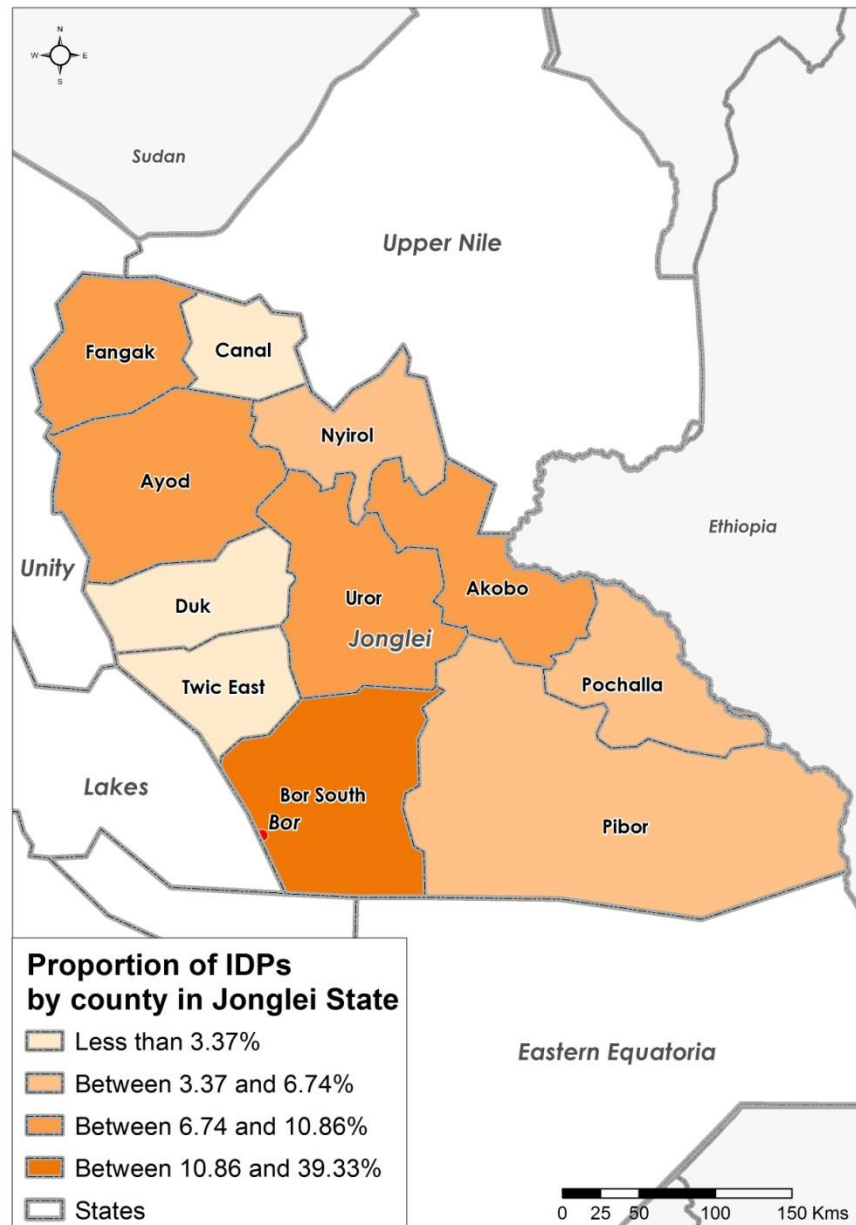 N
W E
S
Sudan
Upper Nile
Fangak
Canal
Nyirol
Ayod
Ethiopia
Unity
Akobo
Duk
Uror
Jonglei
Twic East
Pochalla
Lakes
Bor South
Bor
Pibor
Proportion of IDPs
by county in Jonglei State
Less than 3.37%
Between 3.37 and 6.74%
Between 6.74 and 10.86%
Between 10.86 and 39.33%
States
Eastern Equatoria
0 25 50 100 150 Kms